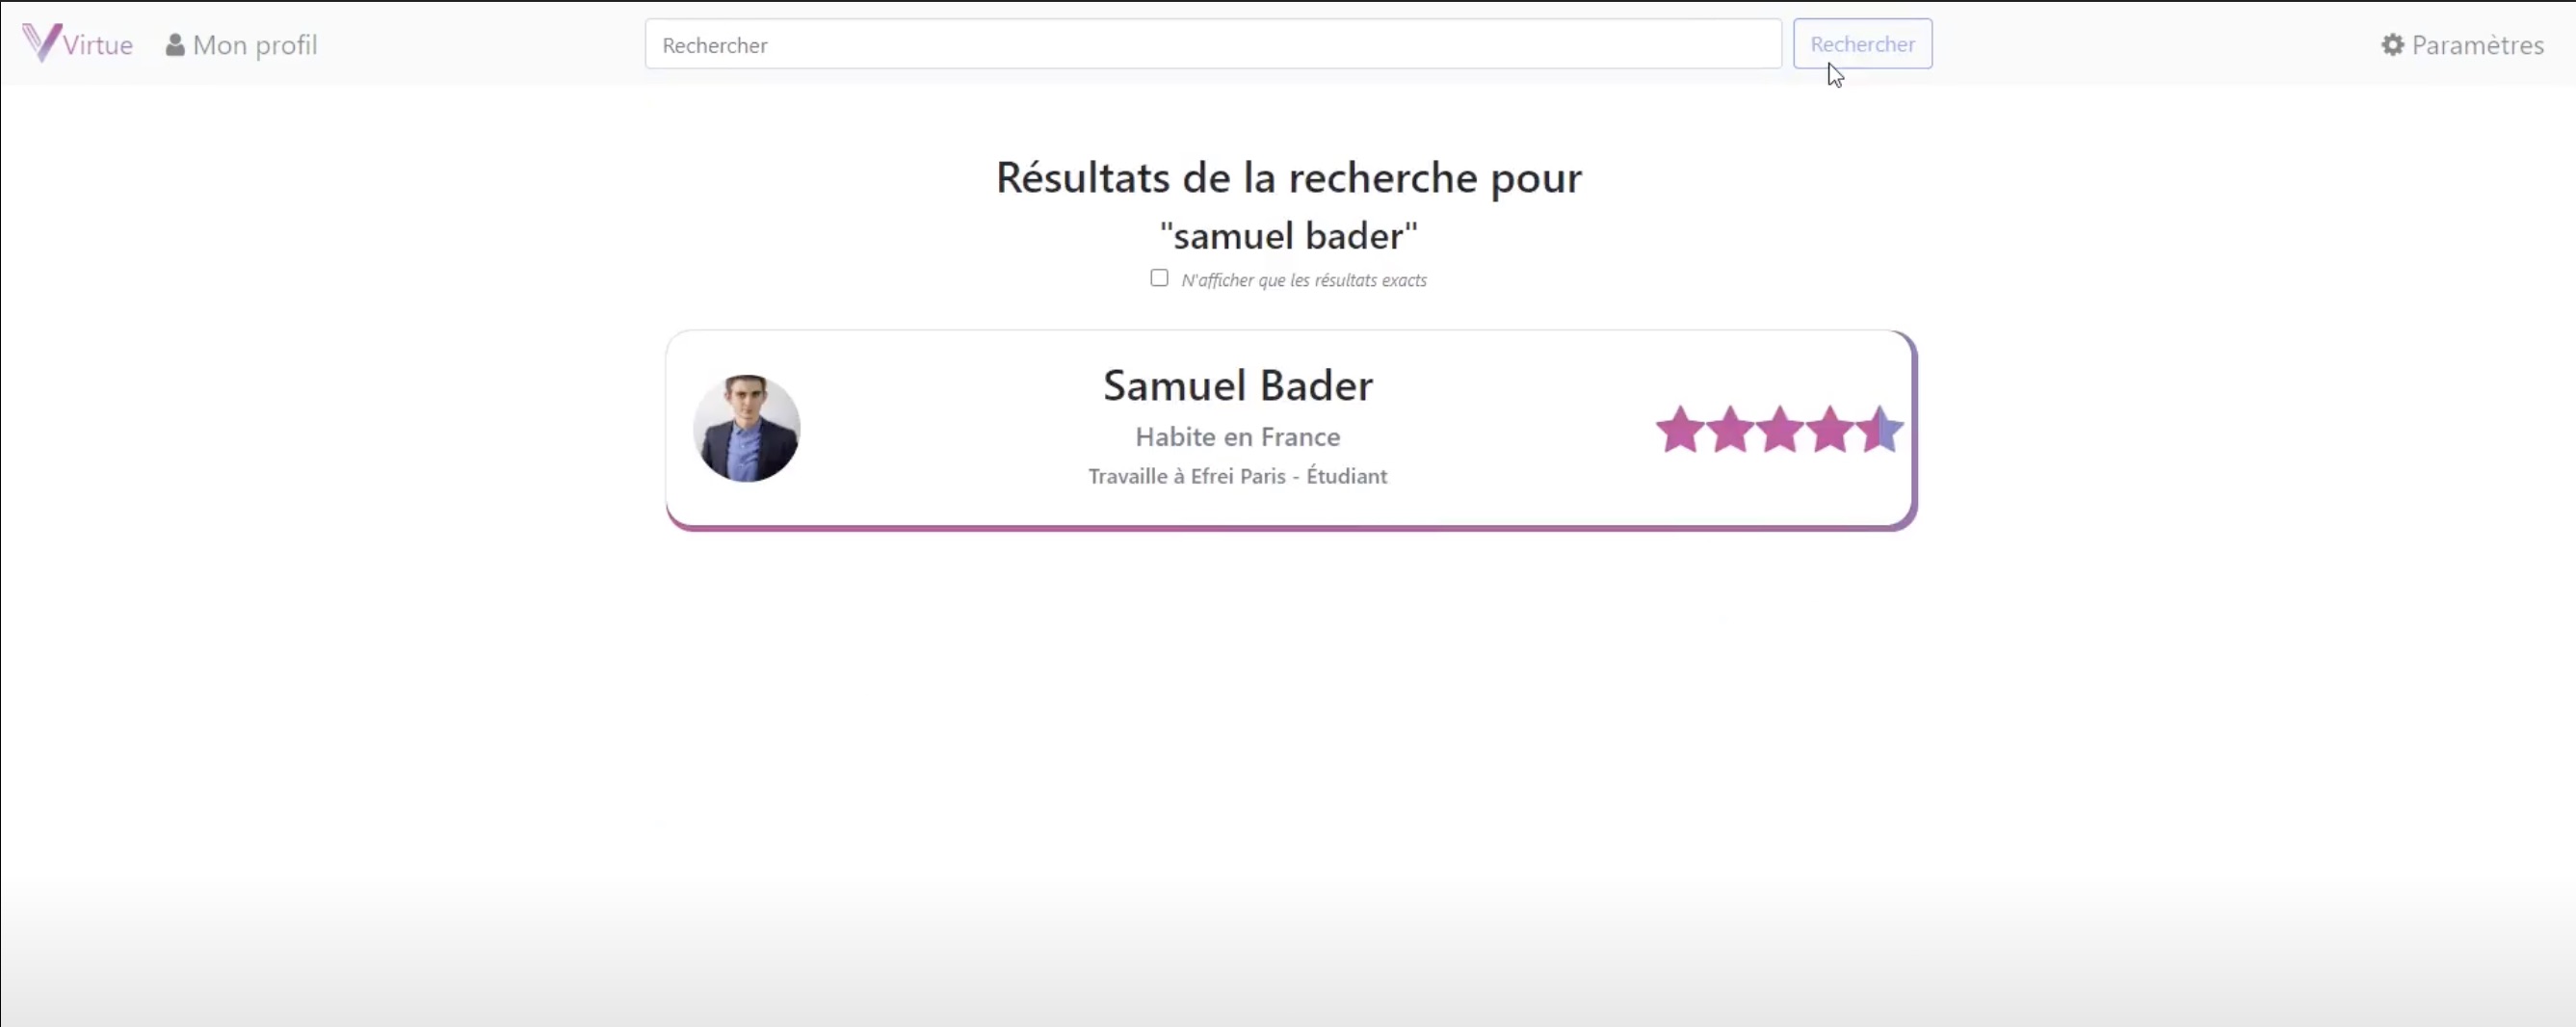 Virtue
Mon profil
Rechercher
Rechercher
Paramètres
Résultats de la recherche pour
"samuel bader"
N'afficher que les résultats exacts
Samuel Bader
Habite en France
Travaille à Efrei Paris - Étudiant